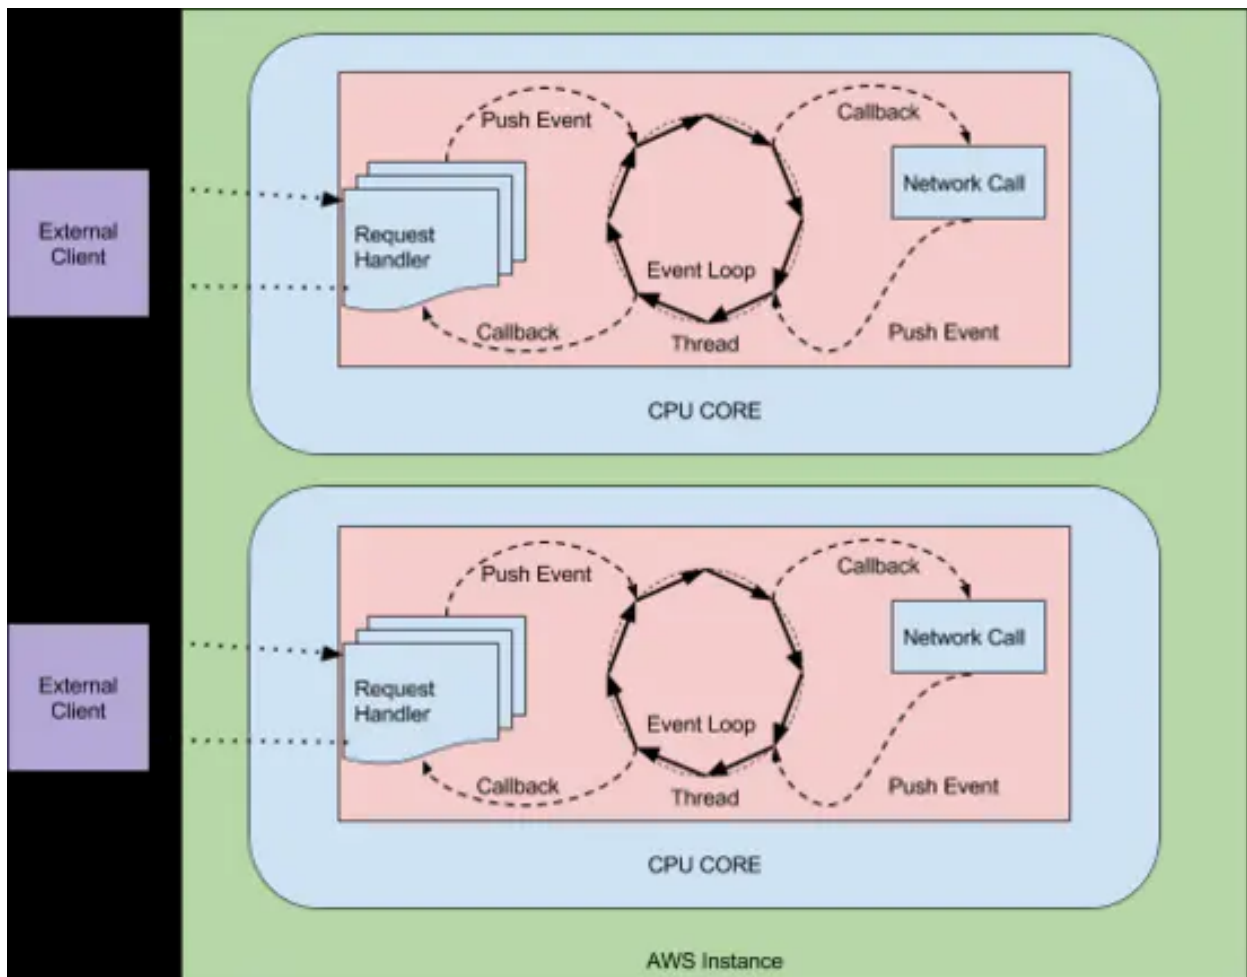 Push Event
Callback
Network Call
External
Client
Request
Handler
Event Loop
Callback
Thread
Push Event
CPU CORE
Push Event
Callback
Network Call
External
Client
Request
Handler
Event Loop
Callback
Thread
Push Event
CPU CORE
AWS Instance